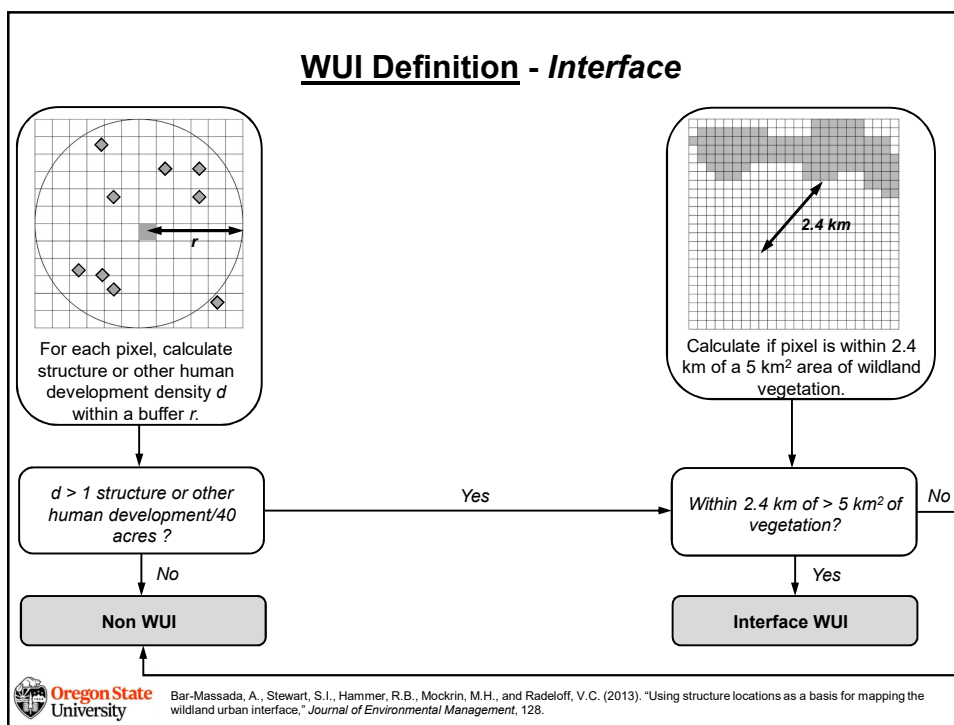 WUI Definition - Interface
r
For each pixel, calculate
structure or other human
development density d
within a buffer r.
2.4 km
Calculate if pixel is within 2.4
km of a 5 km² area of wildland
vegetation.
d > 1 structure or other
human development/40
acres ?
Yes
Within 2.4 km of > 5 km² of
vegetation?
No
No
Yes
Non WUI
Interface WUI
Oregon State
University
Bar-Massada, A., Stewart, S.I., Hammer, R.B., Mockrin, M.H., and Radeloff, V.C. (2013). “Using structure locations as a basis for mapping the
wildland urban interface,” Journal of Environmental Management, 128.